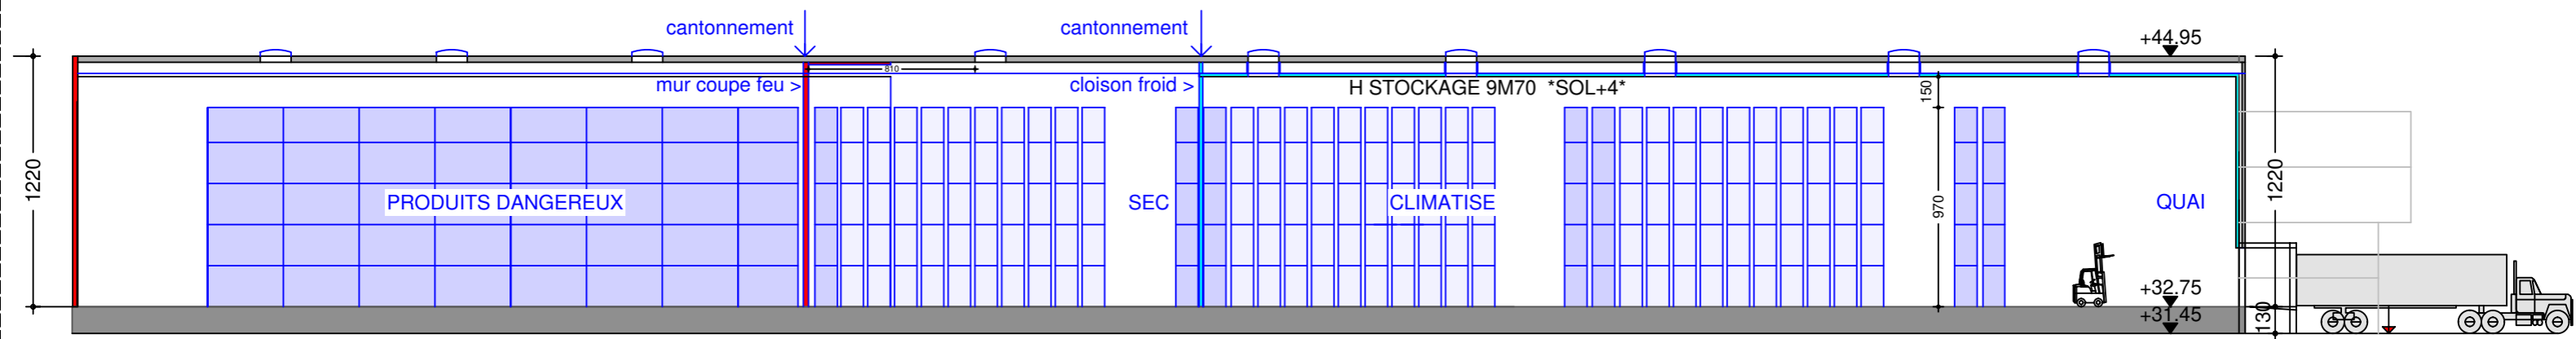 cantonnement
cantonnement
+44.95
810
mur coupe feu >
cloison froid >
H STOCKAGE 9M70 *SOL+4*
150
1220
PRODUITS DANGEREUX
SEC
CLIMATISE
970
QUAI
1220
+32.75
+31.45
130